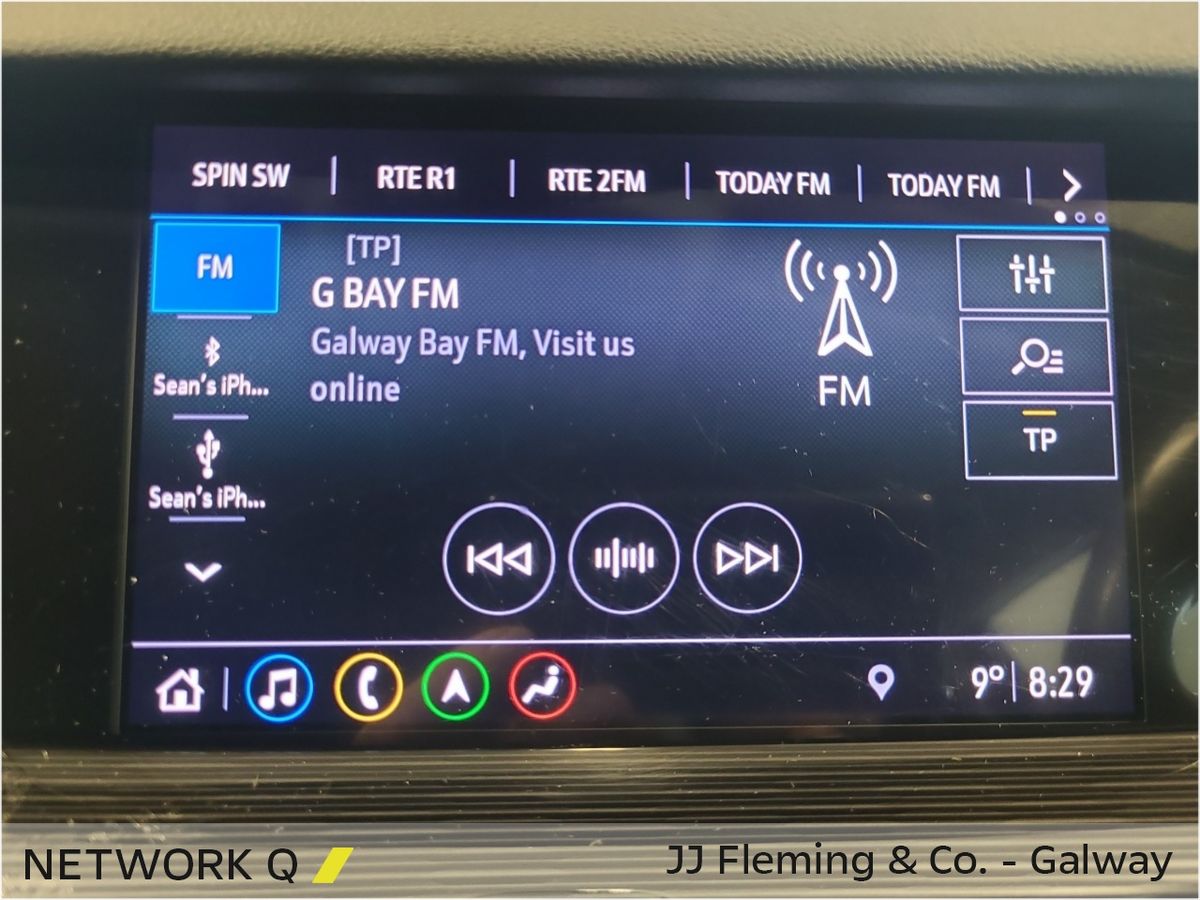 SPIN SW RTE R1 RTE 2FM TODAY FM TODAY FM
FM
[TP]
G BAY FM
Galway Bay FM, Visit us
online
FM
Sean's iPh...
TP
Sean's iPh...
9° 8:29
NETWORK Q JJ Fleming & Co. - Galway